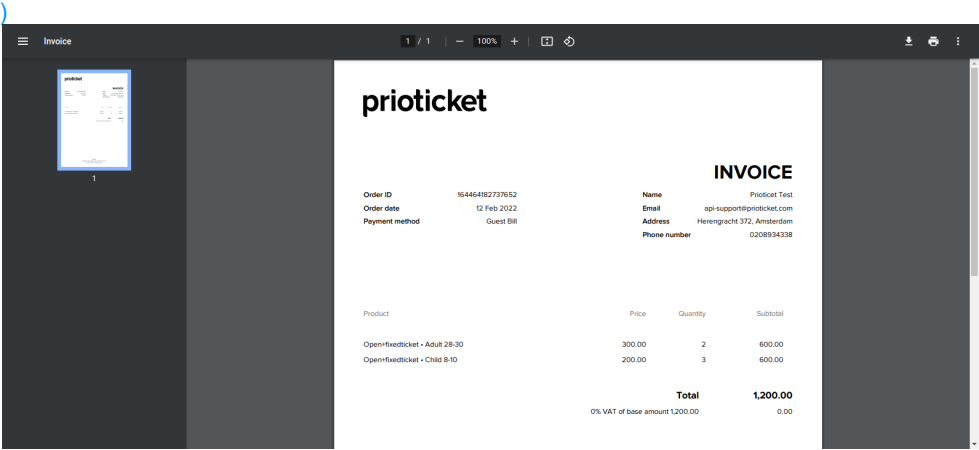 )
Invoice 1 / 1 | − 100% + |
1
prioticket
INVOICE
Order ID 164464182737652 Name Prioticet Test
Order date 12 Feb 2022 Email api-support@prioticket.com
Payment method Guest Bill Address Herengracht 372, Amsterdam
Phone number 0208934338
Product Price Quantity Subtotal
Open+fixedticket • Adult 28-30 300.00 2 600.00
Open+fixedticket • Child 8-10 200.00 3 600.00
Total 1,200.00
0% VAT of base amount 1,200.00 0.00